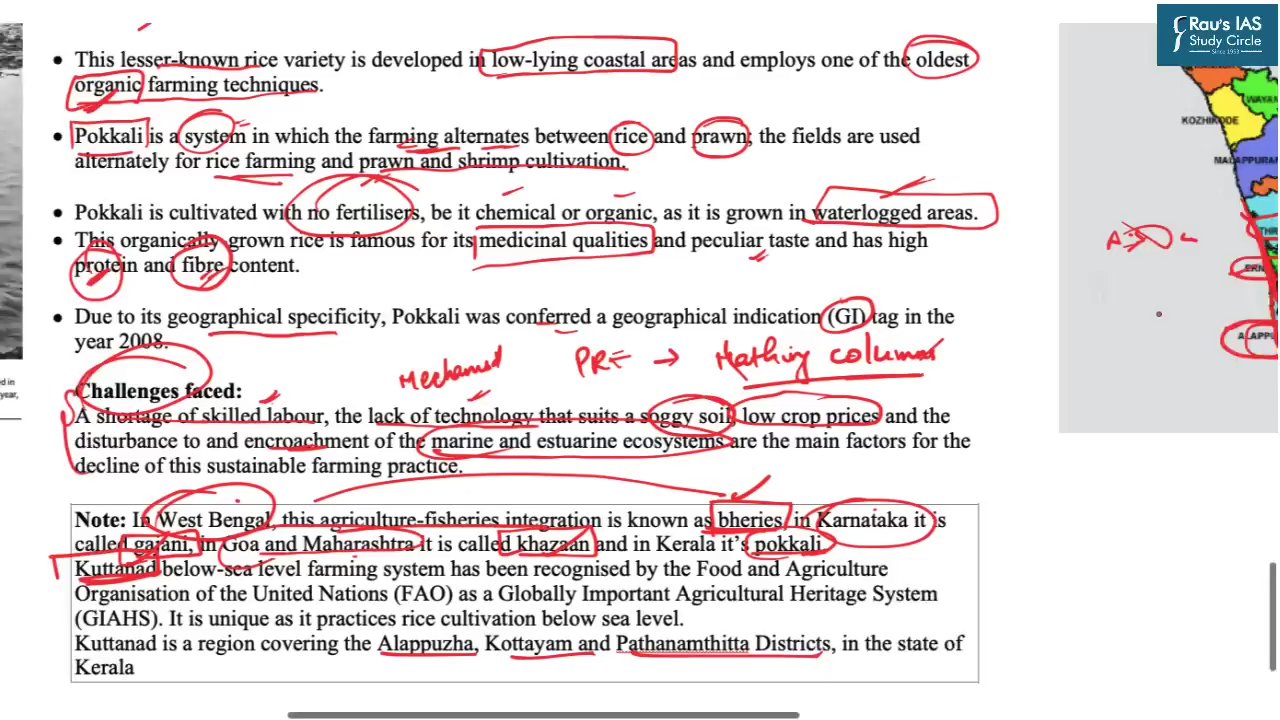 Rau's IAS
Study Circle
Since 1953
This lesser-known rice variety is developed in low-lying coastal areas and employs one of the oldest
organic farming techniques.
Pokkali is a system in which the farming alternates between rice and prawn; the fields are used
alternately for rice farming and prawn and shrimp cultivation.
Pokkali is cultivated with no fertilisers, be it chemical or organic, as it is grown in waterlogged areas.
This organically grown rice is famous for its medicinal qualities and peculiar taste and has high
protein and fibre content.
Due to its geographical specificity, Pokkali was conferred a geographical indication (GI) tag in the
year 2008.
PRE → Mathing columns
Challenges faced:
A shortage of skilled labour, the lack of technology that suits a soggy soil, low crop prices and the
disturbance to and encroachment of the marine and estuarine ecosystems are the main factors for the
decline of this sustainable farming practice.
Note: In West Bengal, this agriculture-fisheries integration is known as bheries, in Karnataka it is
called gajani, in Goa and Maharashtra it is called khazaan and in Kerala it's pokkali
Kuttanad below-sea level farming system has been recognised by the Food and Agriculture
Organisation of the United Nations (FAO) as a Globally Important Agricultural Heritage System
(GIAHS). It is unique as it practices rice cultivation below sea level.
Kuttanad is a region covering the Alappuzha, Kottayam and Pathanamthitta Districts, in the state of
Kerala
KOZHIKODE